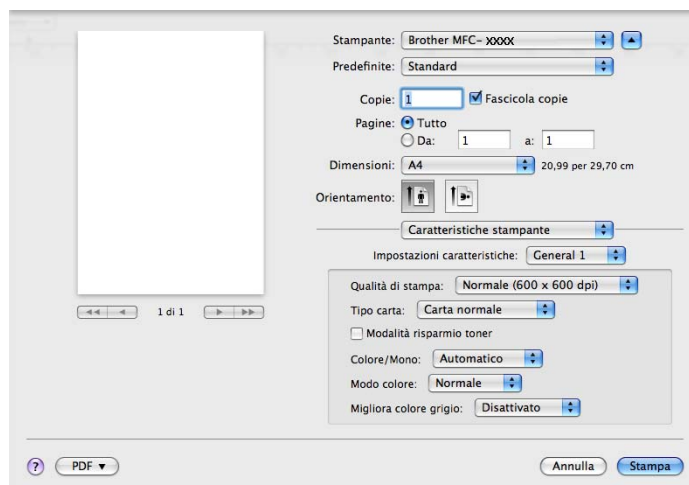 Stampante: Brother MFC- XXXX
Predefinite: Standard
Copie: 1 Fascicola copie
Pagine: Tutto
Da: 1 a: 1
Dimensioni: A4 20,99 per 29,70 cm
Orientamento:
Caratteristiche stampante
Impostazioni caratteristiche: General 1
Qualità di stampa: Normale (600 x 600 dpi)
1 di 1
Tipo carta: Carta normale
Modalità risparmio toner
Colore/Mono: Automatico
Modo colore: Normale
Migliora colore grigio: Disattivato
? PDF ▼ Annulla Stampa